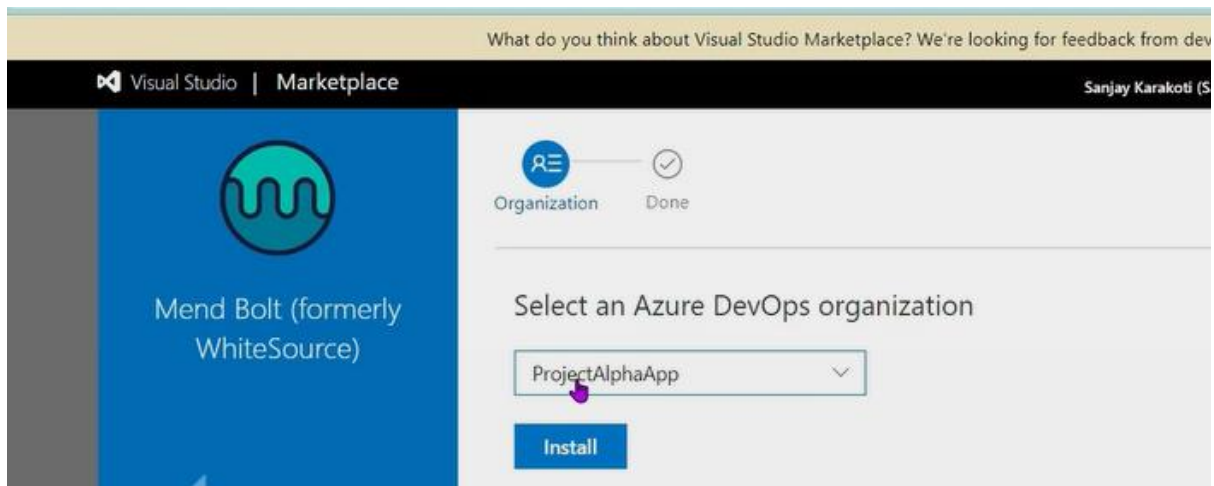 What do you think about Visual Studio Marketplace? We're looking for feedback from dev
Visual Studio | Marketplace
Sanjay Karakoti (S
Organization
Done
Mend Bolt (formerly
WhiteSource)
Select an Azure DevOps organization
ProjectAlphaApp
Install